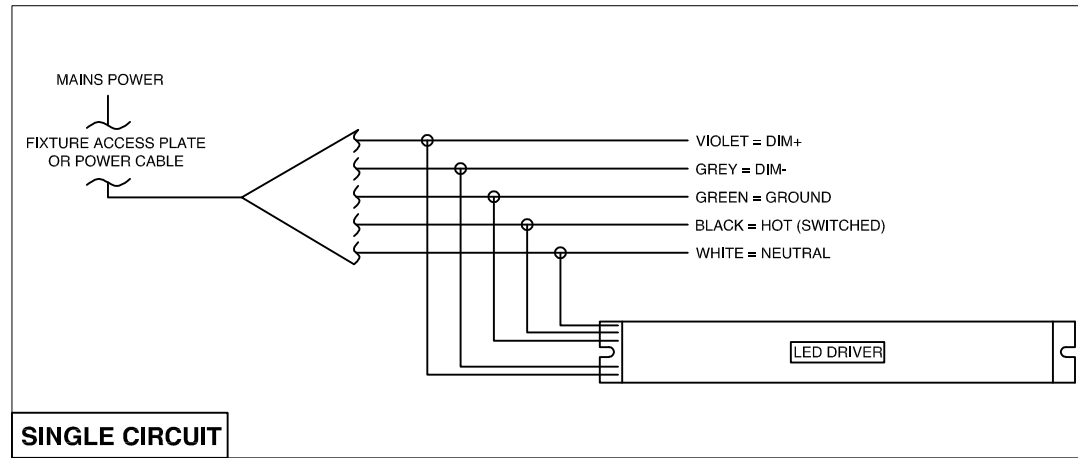 MAINS POWER
FIXTURE ACCESS PLATE
OR POWER CABLE
VIOLET = DIM+
GREY = DIM-
GREEN = GROUND
BLACK = HOT (SWITCHED)
WHITE = NEUTRAL
LED DRIVER
SINGLE CIRCUIT